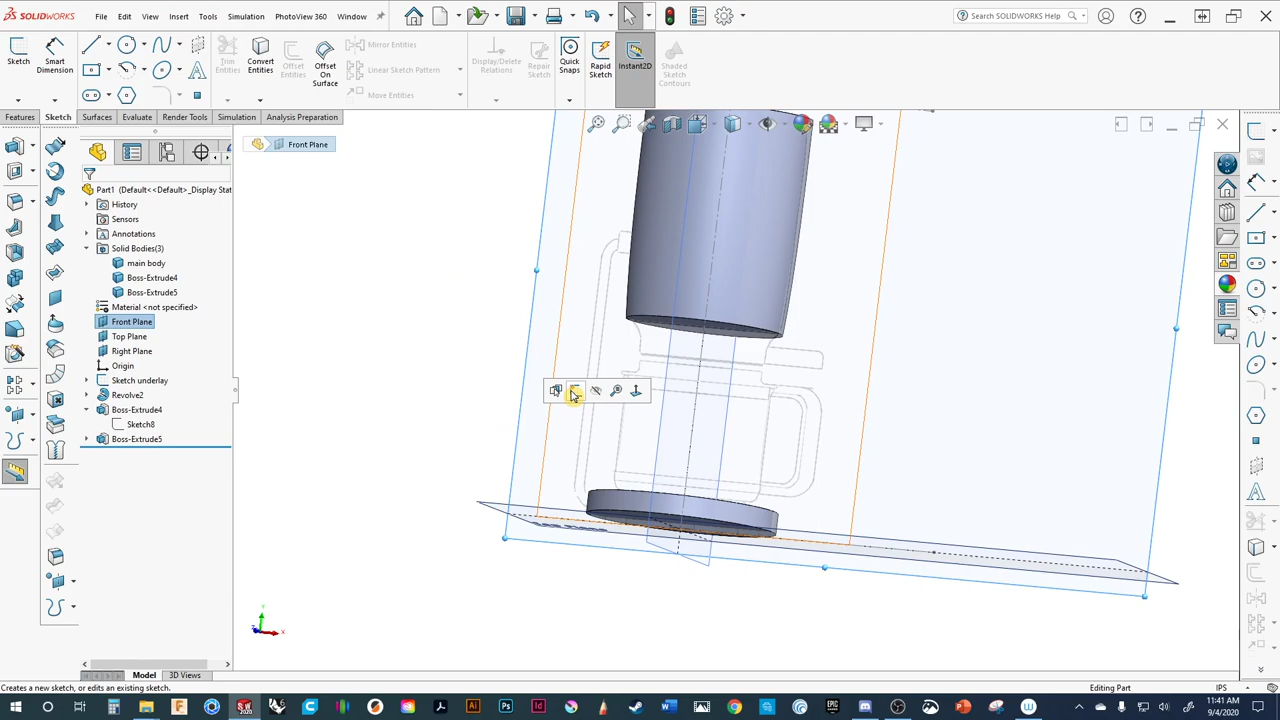 SOLIDWORKS
File
Edit
View
Insert
Tools
Simulation
PhotoView 360
Window
Search SOLIDWORKS Help
Sketch
Smart Dimension
Trim Entities
Convert Entities
Offset Entities
Offset On Surface
Mirror Entities
Linear Sketch Pattern
Move Entities
Display/Delete Relations
Repair Sketch
Quick Snaps
Rapid Sketch
Instant2D
Shaded Sketch Contours
Features
Sketch
Surfaces
Evaluate
Render Tools
Simulation
Analysis Preparation
Front Plane
Part1 (Default<<Default>_Display Stat
History
Sensors
Annotations
Solid Bodies(3)
main body
Boss-Extrude4
Boss-Extrude5
Material <not specified>
Front Plane
Top Plane
Right Plane
Origin
Sketch underlay
Revolve2
Boss-Extrude4
Sketch8
Boss-Extrude5
Y
X
Z
Model
3D Views
Creates a new sketch, or edits an existing sketch.
Editing Part
IPS
11:41 AM
9/4/2020